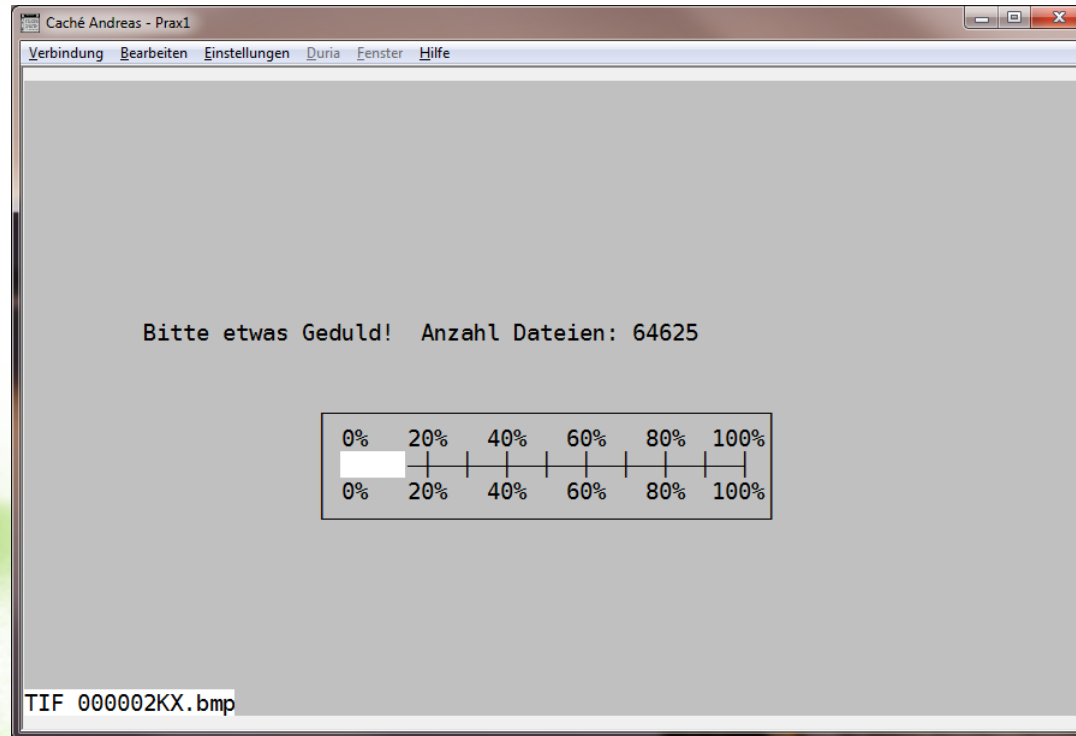 Caché Andreas - Prax1
Verbindung Bearbeiten Einstellungen Duria Fenster Hilfe
Bitte etwas Geduld! Anzahl Dateien: 64625
0% 20% 40% 60% 80% 100%
0% 20% 40% 60% 80% 100%
TIF 000002KX.bmp